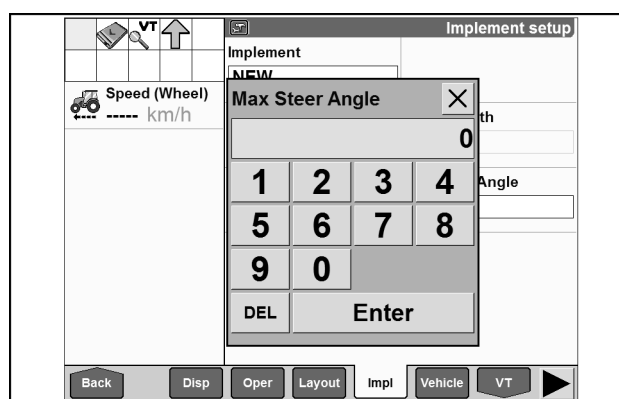 VT
Implement setup
Implement
NEW
Speed (Wheel)
----- km/h
Max Steer Angle
th
0
1 2 3 4
Angle
5 6 7 8
9 0
DEL Enter
Back Disp Oper Layout Impl Vehicle VT